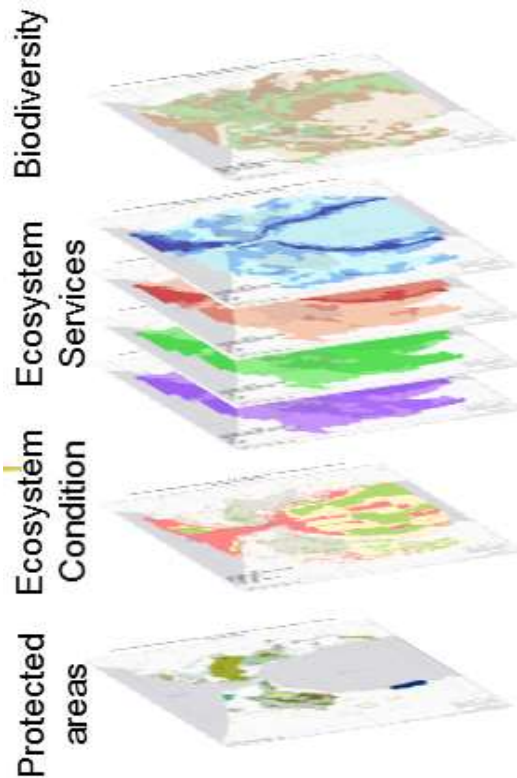 Biodiversity
Ecosystem
Services
Ecosystem
Condition
Protected
areas